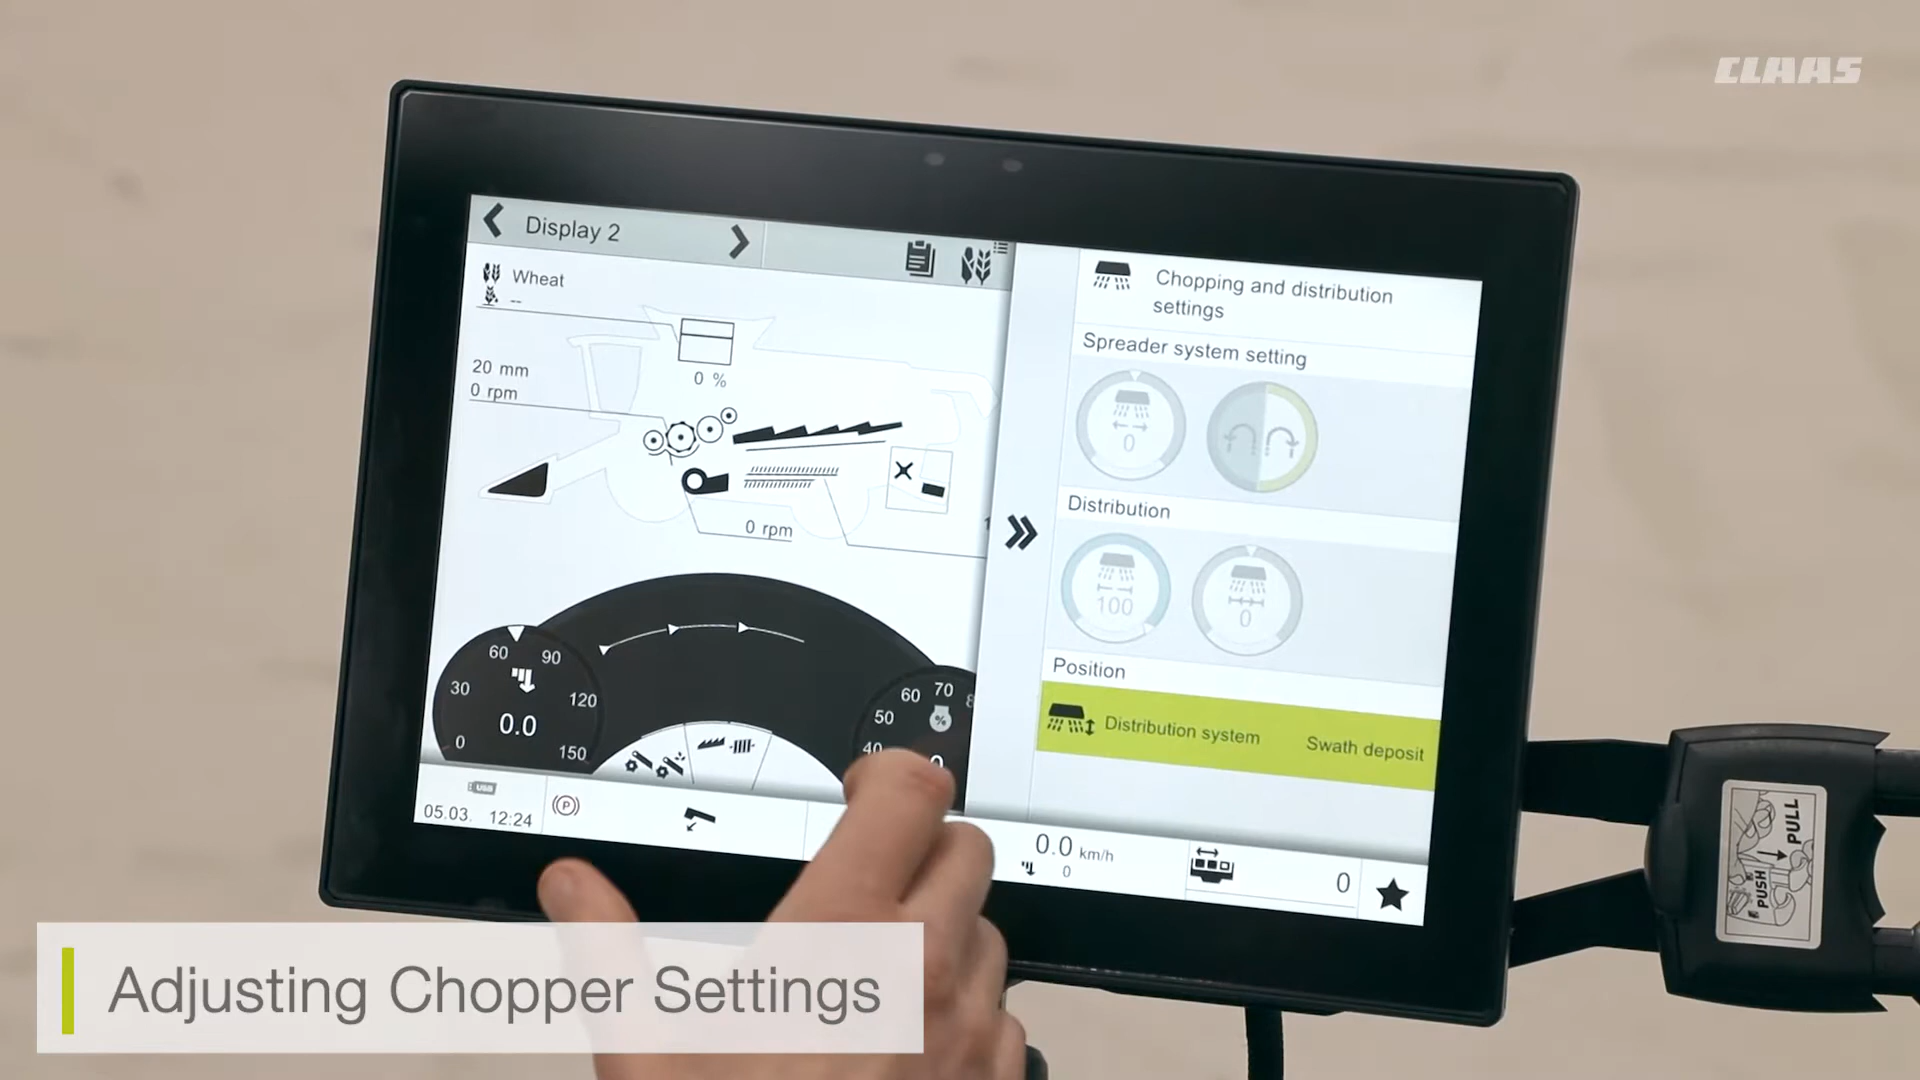 CLAAS
Display 2
Wheat
--
20 mm
0 rpm
0 %
0 rpm
Chopping and distribution
settings
Spreader system setting
0
Distribution
100
0
Position
Distribution system
Swath deposit
0
30
60
90
120
150
0.0
40
50
60
70
%
0
USB
05.03.
12:24
P
0.0 km/h
0
0
PUSH
PULL
Adjusting Chopper Settings